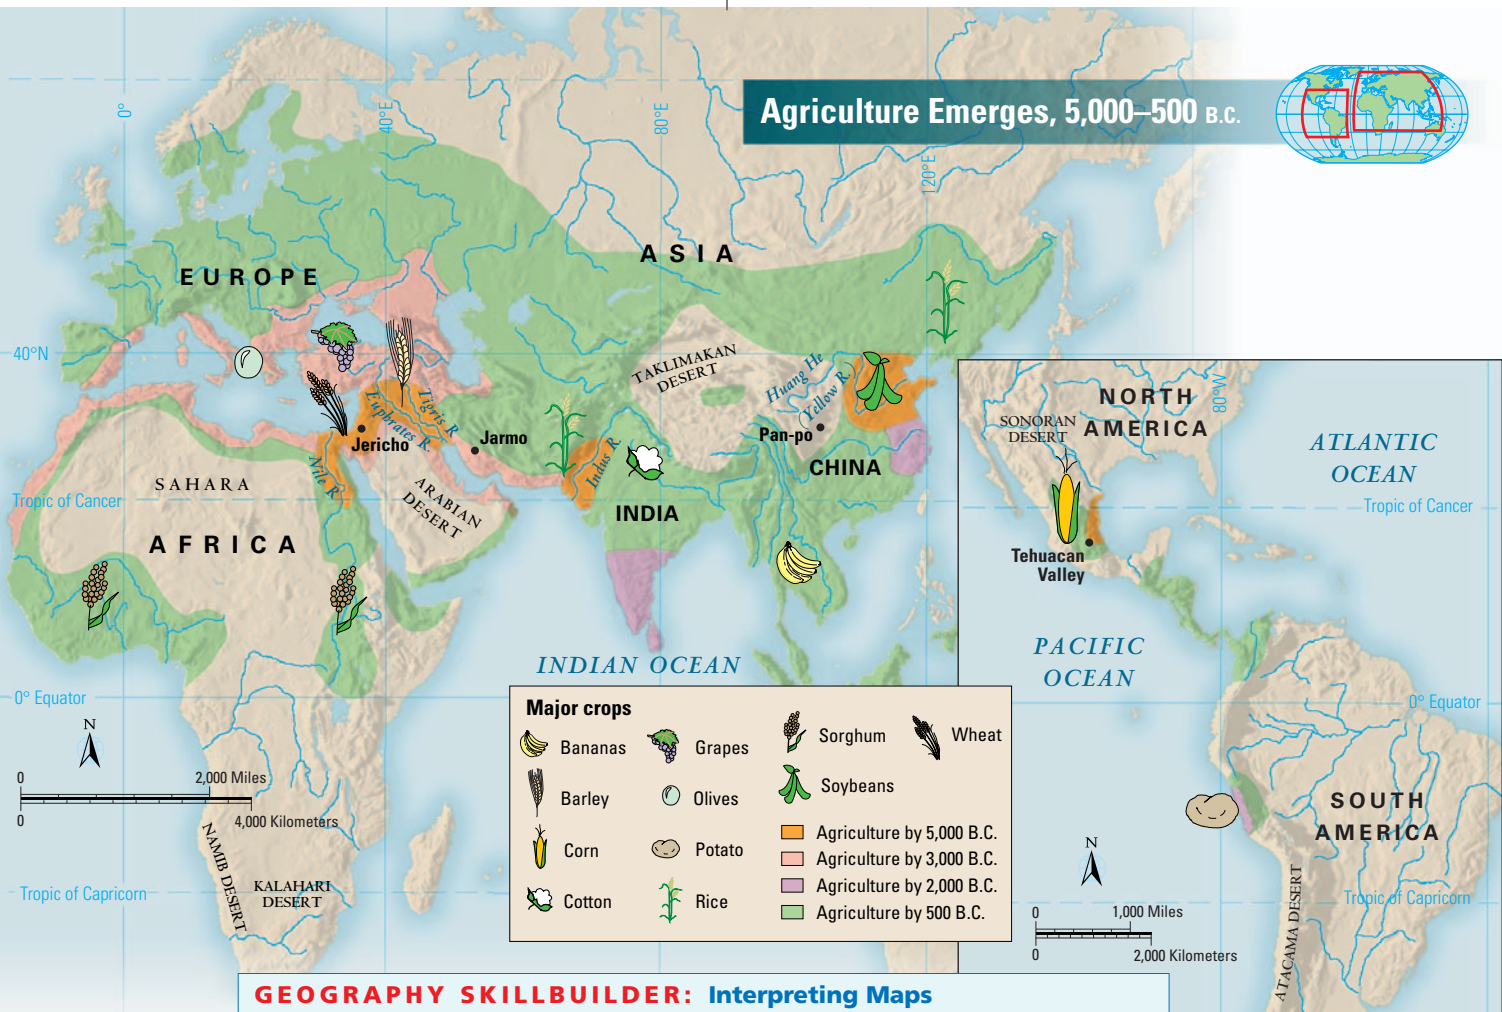 Agriculture Emerges, 5,000–500 B.C.
0°
40°E
80°E
120°E
ASIA
EUROPE
40°N
TAKLIMAKAN
DESERT
Huang He
(Yellow R.)
Tigris R.
Euphrates R.
Jericho
Jarmo
Pan-po
CHINA
Nile R.
Indus R.
SAHARA
ARABIAN
DESERT
Tropic of Cancer
INDIA
AFRICA
INDIAN OCEAN
0° Equator
N
0 2,000 Miles
0 4,000 Kilometers
NAMIB DESERT
KALAHARI
DESERT
Tropic of Capricorn
Major crops
Bananas
Grapes
Sorghum
Wheat
Barley
Olives
Soybeans
Corn
Potato
Cotton
Rice
Agriculture by 5,000 B.C.
Agriculture by 3,000 B.C.
Agriculture by 2,000 B.C.
Agriculture by 500 B.C.
80°W
NORTH
AMERICA
SONORAN
DESERT
ATLANTIC
OCEAN
Tropic of Cancer
Tehuacan
Valley
PACIFIC
OCEAN
0° Equator
SOUTH
AMERICA
N
ATACAMA DESERT
Tropic of Capricorn
0 1,000 Miles
0 2,000 Kilometers
GEOGRAPHY SKILLBUILDER: Interpreting Maps